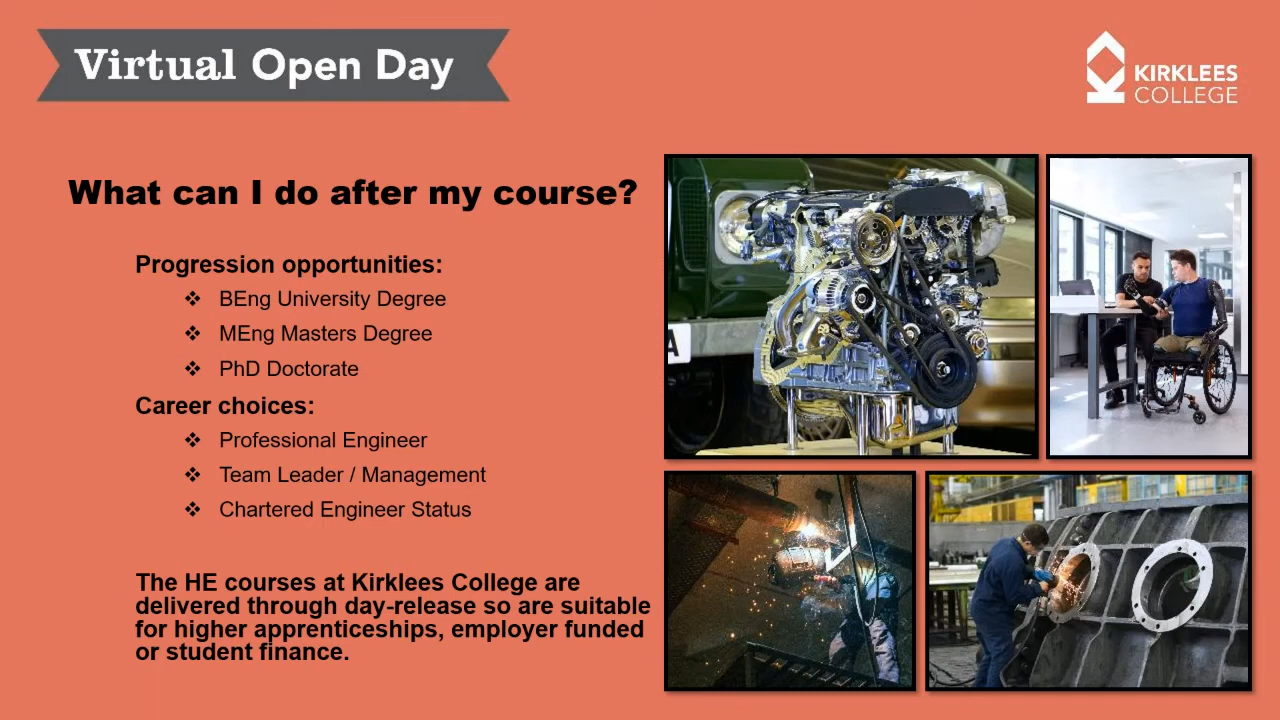 Virtual Open Day
KIRKLEES
COLLEGE
What can I do after my course?
Progression opportunities:
❖ BEng University Degree
❖ MEng Masters Degree
❖ PhD Doctorate
Career choices:
❖ Professional Engineer
❖ Team Leader / Management
❖ Chartered Engineer Status
The HE courses at Kirklees College are
delivered through day-release so are suitable
for higher apprenticeships, employer funded
or student finance.
A